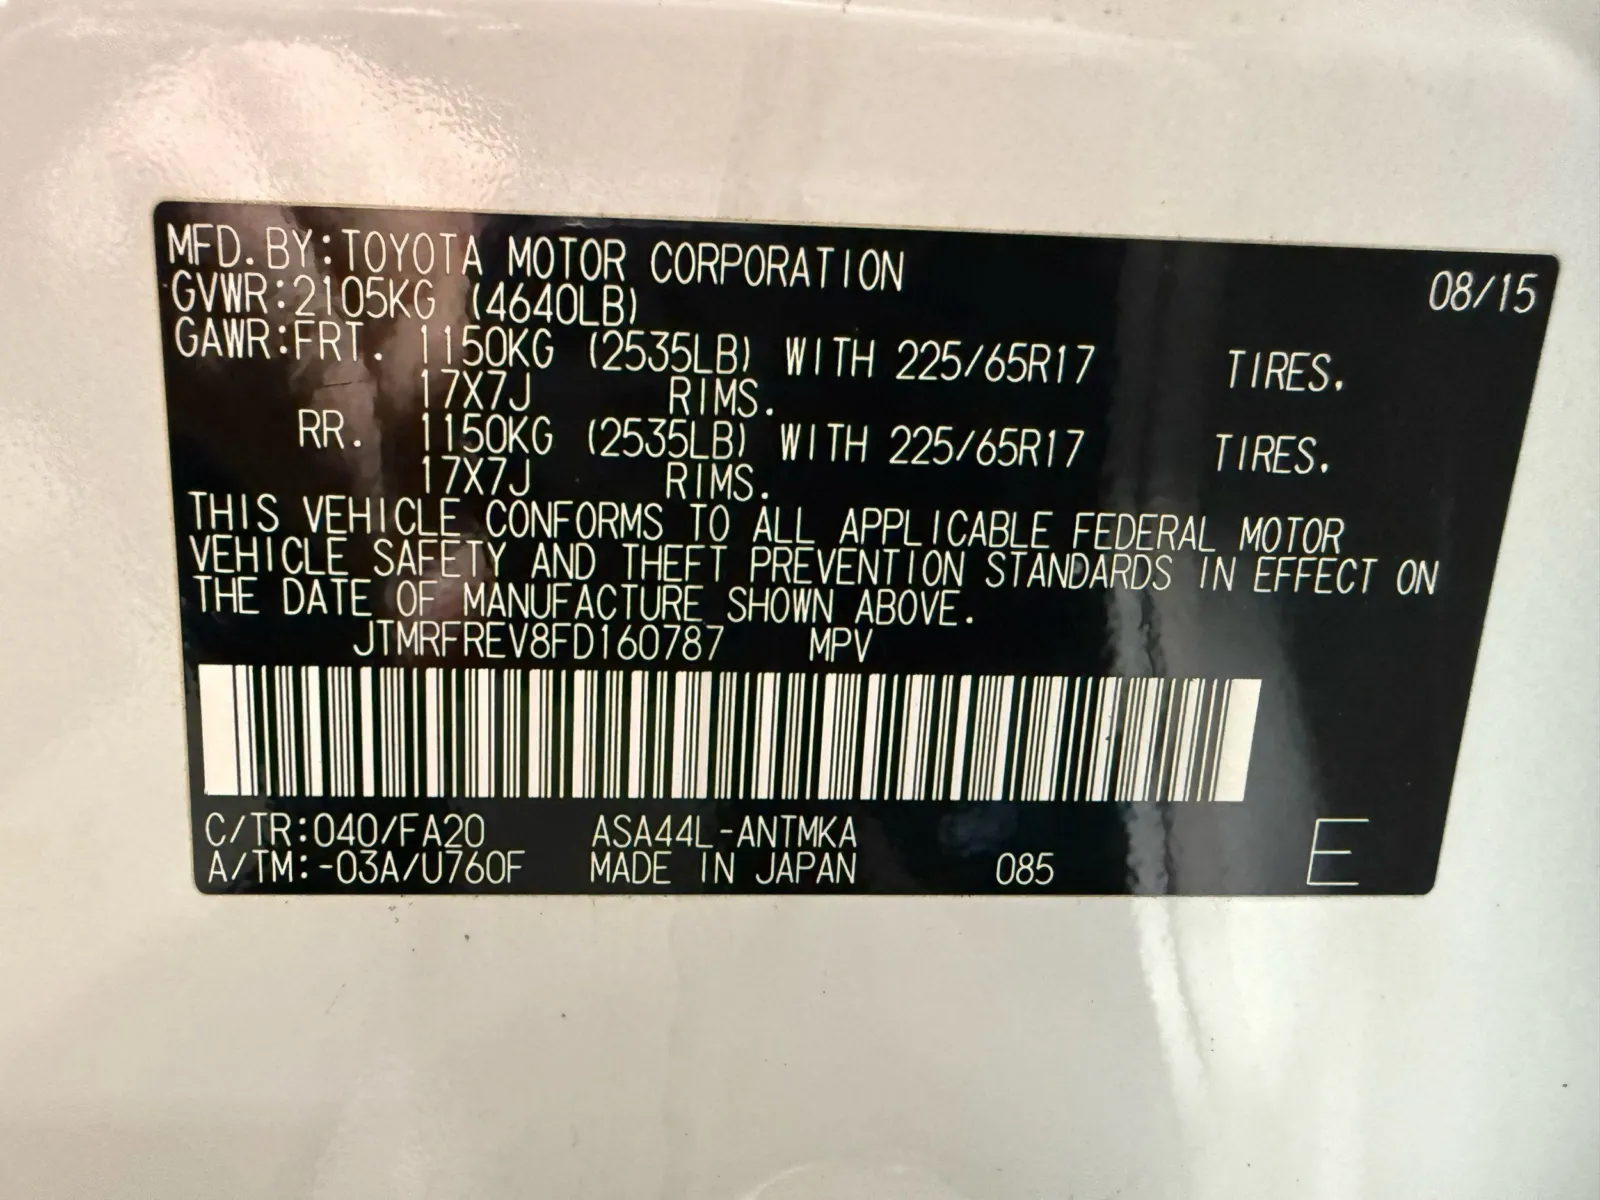 MFD. BY:TOYOTA MOTOR CORPORATION 08/15
GVWR:2105KG (4640LB)
GAWR:FRT. 1150KG (2535LB) WITH 225/65R17 TIRES.
17X7J RIMS.
RR. 1150KG (2535LB) WITH 225/65R17 TIRES.
17X7J RIMS.
THIS VEHICLE CONFORMS TO ALL APPLICABLE FEDERAL MOTOR
VEHICLE SAFETY AND THEFT PREVENTION STANDARDS IN EFFECT ON
THE DATE OF MANUFACTURE SHOWN ABOVE.
JTMRFREV8FD160787 MPV
C/TR:040/FA20 ASA44L-ANTMKA
A/TM:-03A/U760F MADE IN JAPAN 085 E